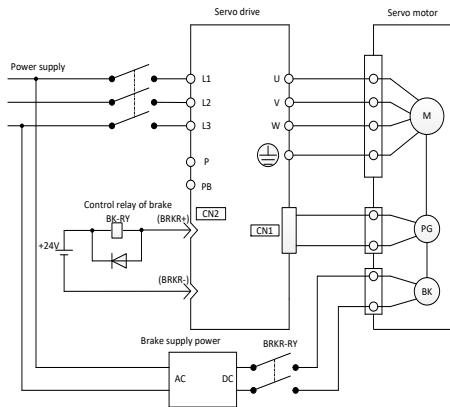 Servo drive
Servo motor
Power supply
L1
U
L2
V
M
L3
W
P
PB
Control relay of brake
BK-RY
(BRKR+)
CN2
CN1
PG
+24V
(BRKR-)
BK
Brake supply power
BRKR-RY
AC
DC